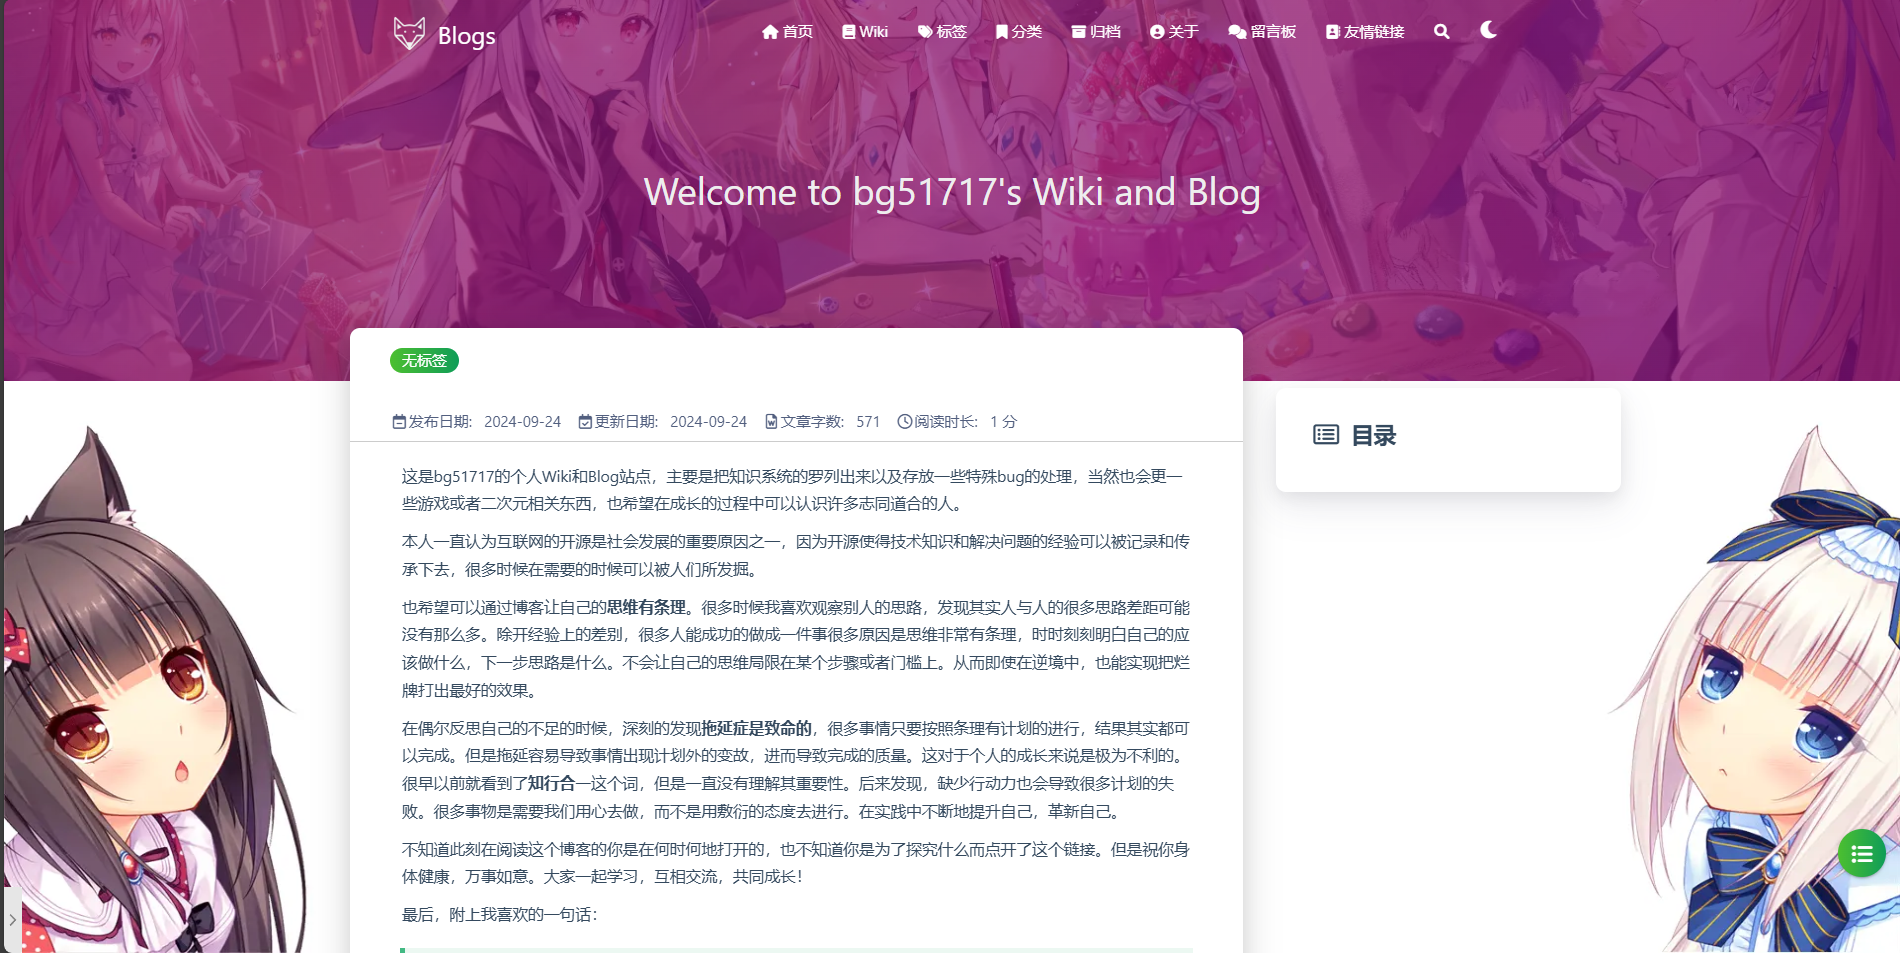 Blogs
首页 Wiki 标签 分类 归档 关于 留言板 友情链接
Welcome to bg51717's Wiki and Blog
无标签
发布日期: 2024-09-24 更新日期: 2024-09-24 文章字数: 571 阅读时长: 1 分
目录
这是bg51717的个人Wiki和Blog站点，主要是把知识系统的罗列出来以及存放一些特殊bug的处理，当然也会更一
些游戏或者二次元相关东西，也希望在成长的过程中可以认识许多志同道合的人。
本人一直认为互联网的开源是社会发展的重要原因之一，因为开源使得技术知识和解决问题的经验可以被记录和传
承下去，很多时候在需要的时候可以被人们所发掘。
也希望可以通过博客让自己的思维有条理。很多时候我喜欢观察别人的思路，发现其实人与人的很多思路差距可能
没有那么多。除开经验上的差别，很多人能成功的做成一件事很多原因是思维非常有条理，时时刻刻明白自己的应
该做什么，下一步思路是什么。不会让自己的思维局限在某个步骤或者门槛上。从而即使在逆境中，也能实现把烂
牌打出最好的效果。
在偶尔反思自己的不足的时候，深刻的发现拖延症是致命的，很多事情只要按照条理有计划的进行，结果其实都可
以完成。但是拖延容易导致事情出现计划外的变故，进而导致完成的质量。这对于个人的成长来说是极为不利的。
很早以前就看到了知行合一这个词，但是一直没有理解其重要性。后来发现，缺少行动力也会导致很多计划的失
败。很多事物是需要我们用心去做，而不是用敷衍的态度去进行。在实践中不断地提升自己，革新自己。
不知道此刻在阅读这个博客的你是在何时何地打开的，也不知道你是为了探究什么而点开了这个链接。但是祝你身
体健康，万事如意。大家一起学习，互相交流，共同成长！
最后，附上我喜欢的一句话：